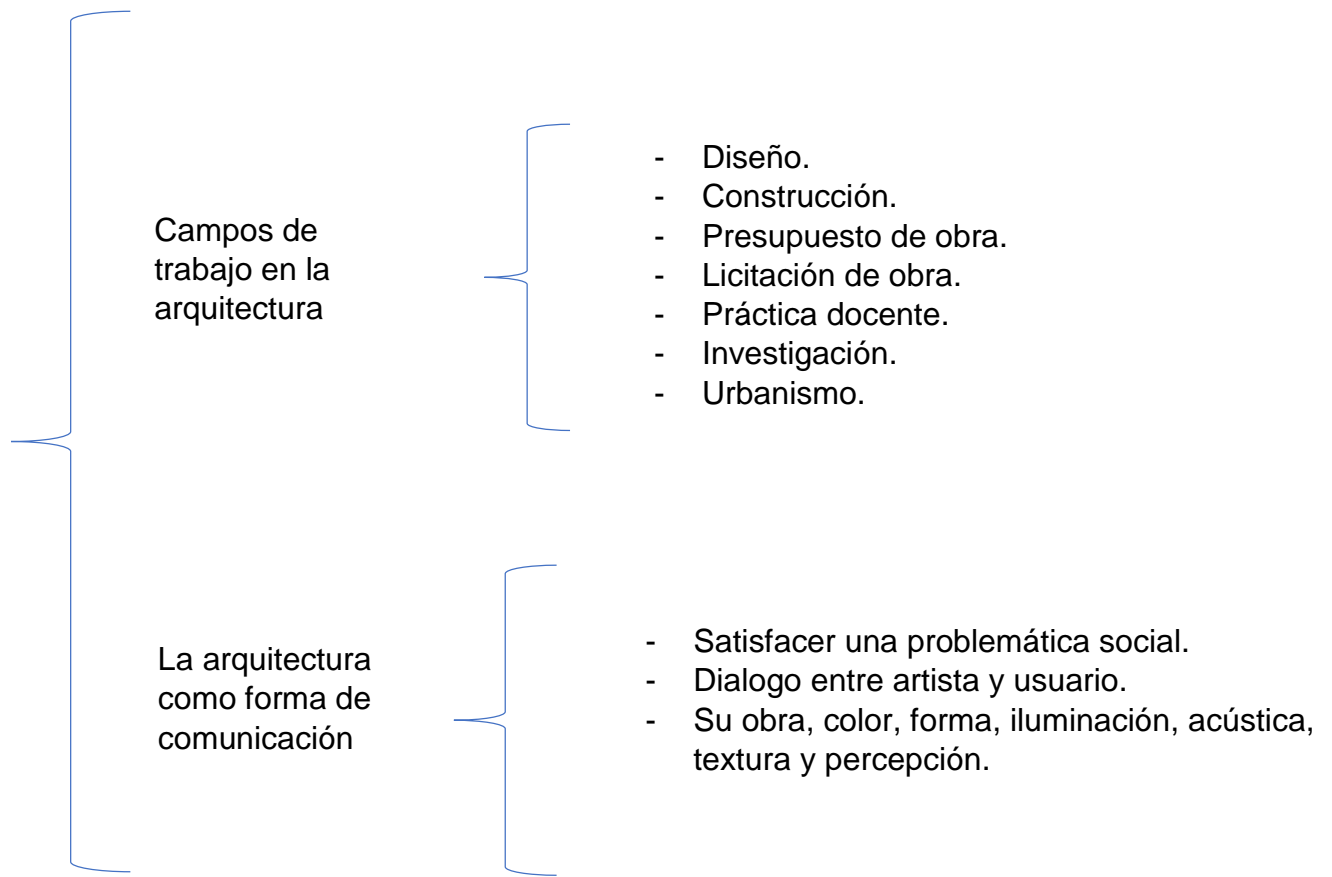 Campos de
trabajo en la
arquitectura
- Diseño.
- Construcción.
- Presupuesto de obra.
- Licitación de obra.
- Práctica docente.
- Investigación.
- Urbanismo.
La arquitectura
como forma de
comunicación
- Satisfacer una problemática social.
- Dialogo entre artista y usuario.
- Su obra, color, forma, iluminación, acústica,
textura y percepción.